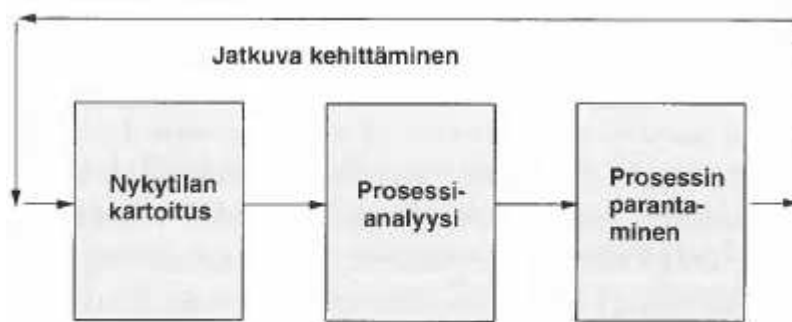 Jatkuva kehittäminen
Nykytilan
kartoitus
Prosessi-
analyysi
Prosessin
paranta-
minen